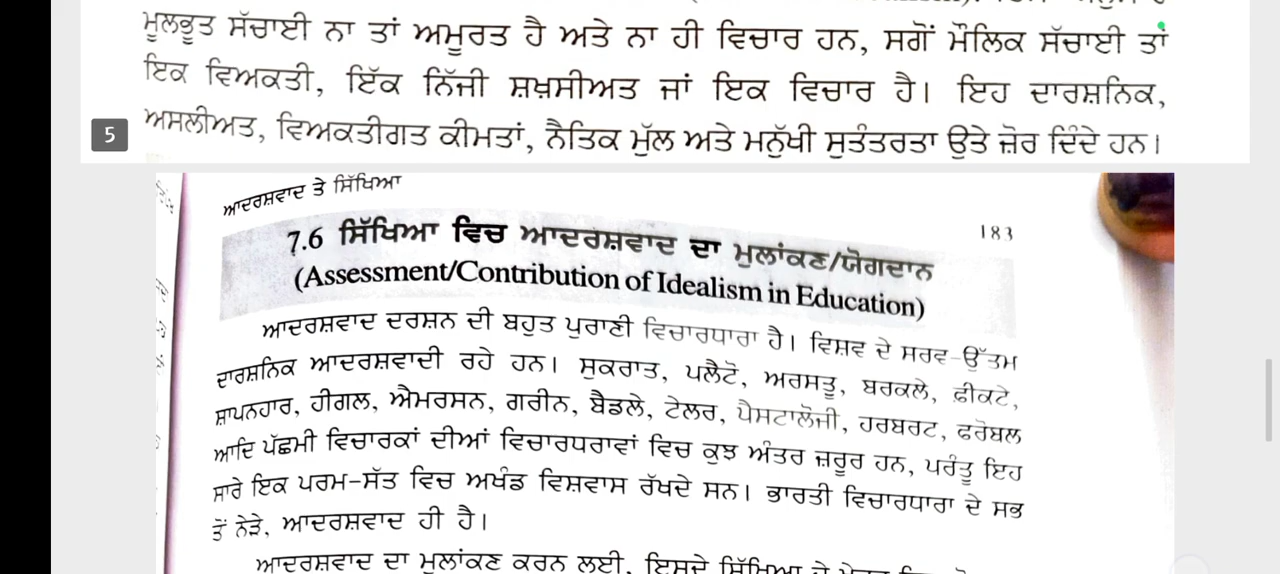 ਮੂਲਭੂਤ ਸੱਚਾਈ ਨਾ ਤਾਂ ਅਮੂਰਤ ਹੈ ਅਤੇ ਨਾ ਹੀ ਵਿਚਾਰ ਹਨ, ਸਗੋਂ ਮੌਲਿਕ ਸੱਚਾਈ ਤਾਂ
ਇਕ ਵਿਅਕਤੀ, ਇੱਕ ਨਿੱਜੀ ਸ਼ਖ਼ਸੀਅਤ ਜਾਂ ਇਕ ਵਿਚਾਰ ਹੈ। ਇਹ ਦਾਰਸ਼ਨਿਕ,
ਅਸਲੀਅਤ, ਵਿਅਕਤੀਗਤ ਕੀਮਤਾਂ, ਨੈਤਿਕ ਮੁੱਲ ਅਤੇ ਮਨੁੱਖੀ ਸੁਤੰਤਰਤਾ ਉਤੇ ਜ਼ੋਰ ਦਿੰਦੇ ਹਨ।
5
ਆਦਰਸ਼ਵਾਦ ਤੇ ਸਿੱਖਿਆ
183
7.6 ਸਿੱਖਿਆ ਵਿਚ ਆਦਰਸ਼ਵਾਦ ਦਾ ਮੁਲਾਂਕਣ/ਯੋਗਦਾਨ
(Assessment/Contribution of Idealism in Education)
ਆਦਰਸ਼ਵਾਦ ਦਰਸ਼ਨ ਦੀ ਬਹੁਤ ਪੁਰਾਣੀ ਵਿਚਾਰਧਾਰਾ ਹੈ। ਵਿਸ਼ਵ ਦੇ ਸਰਵ-ਉੱਤਮ
ਦਾਰਸ਼ਨਿਕ ਆਦਰਸ਼ਵਾਦੀ ਰਹੇ ਹਨ। ਸੁਕਰਾਤ, ਪਲੈਟੋ, ਅਰਸਤੂ, ਬਰਕਲੇ, ਫ਼ੀਕਟੇ,
ਸ਼ਾਪਨਹਾਰ, ਹੀਗਲ, ਐਮਰਸਨ, ਗਰੀਨ, ਬੈਡਲੇ, ਟੇਲਰ, ਪੈਸਟਾਲੋਜੀ, ਹਰਬਰਟ, ਫਰੋਬਲ
ਆਦਿ ਪੱਛਮੀ ਵਿਚਾਰਕਾਂ ਦੀਆਂ ਵਿਚਾਰਧਰਾਵਾਂ ਵਿਚ ਕੁਝ ਅੰਤਰ ਜ਼ਰੂਰ ਹਨ, ਪਰੰਤੂ ਇਹ
ਸਾਰੇ ਇਕ ਪਰਮ-ਸੱਤ ਵਿਚ ਅਖੰਡ ਵਿਸ਼ਵਾਸ ਰੱਖਦੇ ਸਨ। ਭਾਰਤੀ ਵਿਚਾਰਧਾਰਾ ਦੇ ਸਭ
ਤੋਂ ਨੇੜੇ, ਆਦਰਸ਼ਵਾਦ ਹੀ ਹੈ।
ਆਦਰਸ਼ਵਾਦ ਦਾ ਮੁਲਾਂਕਣ ਕਰਨ ਲਈ, ਇਸਦੇ ਸਿੱਖਿਆ ਦੇ